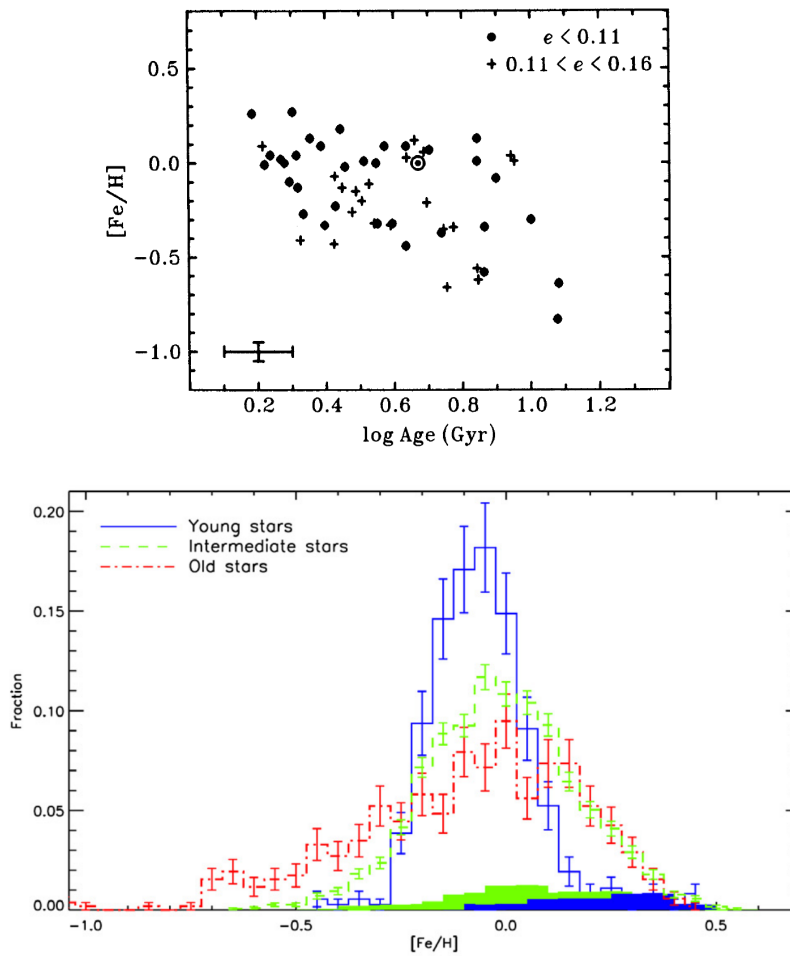 e < 0.11
0.11 < e < 0.16
0.5
0.0
−0.5
−1.0
[Fe/H]
0.2 0.4 0.6 0.8 1.0 1.2
log Age (Gyr)
0.20
0.15
0.10
0.05
0.00
Fraction
Young stars
Intermediate stars
Old stars
−1.0 −0.5 0.0 0.5
[Fe/H]